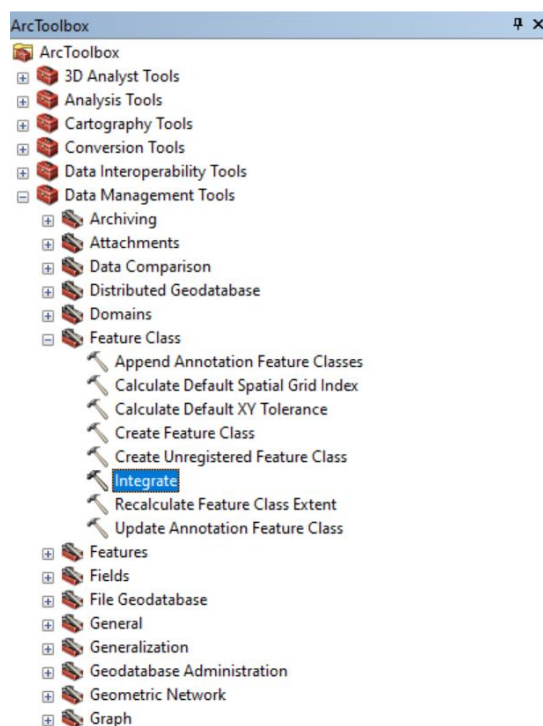 ArcToolbox
ArcToolbox
3D Analyst Tools
Analysis Tools
Cartography Tools
Conversion Tools
Data Interoperability Tools
Data Management Tools
Archiving
Attachments
Data Comparison
Distributed Geodatabase
Domains
Feature Class
Append Annotation Feature Classes
Calculate Default Spatial Grid Index
Calculate Default XY Tolerance
Create Feature Class
Create Unregistered Feature Class
Integrate
Recalculate Feature Class Extent
Update Annotation Feature Class
Features
Fields
File Geodatabase
General
Generalization
Geodatabase Administration
Geometric Network
Graph